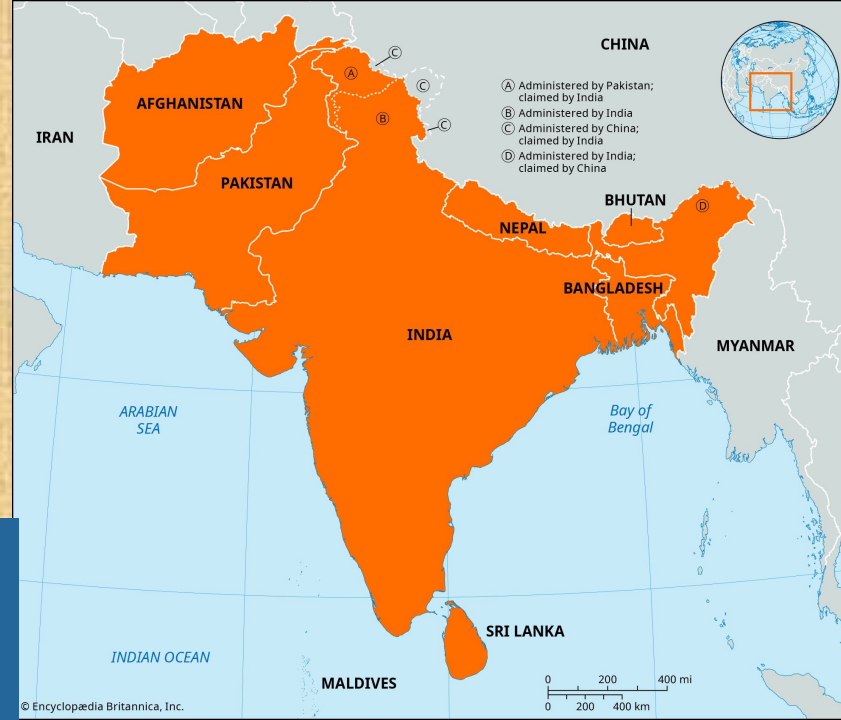 CHINA
Ⓐ Administered by Pakistan;
claimed by India
Ⓑ Administered by India
Ⓒ Administered by China;
claimed by India
Ⓓ Administered by India;
claimed by China
Ⓒ
Ⓐ
Ⓒ
AFGHANISTAN
Ⓑ
Ⓒ
IRAN
PAKISTAN
BHUTAN
Ⓓ
NEPAL
BANGLADESH
INDIA
MYANMAR
ARABIAN
SEA
Bay of
Bengal
SRI LANKA
INDIAN OCEAN
MALDIVES
0 200 400 mi
0 200 400 km
© Encyclopædia Britannica, Inc.